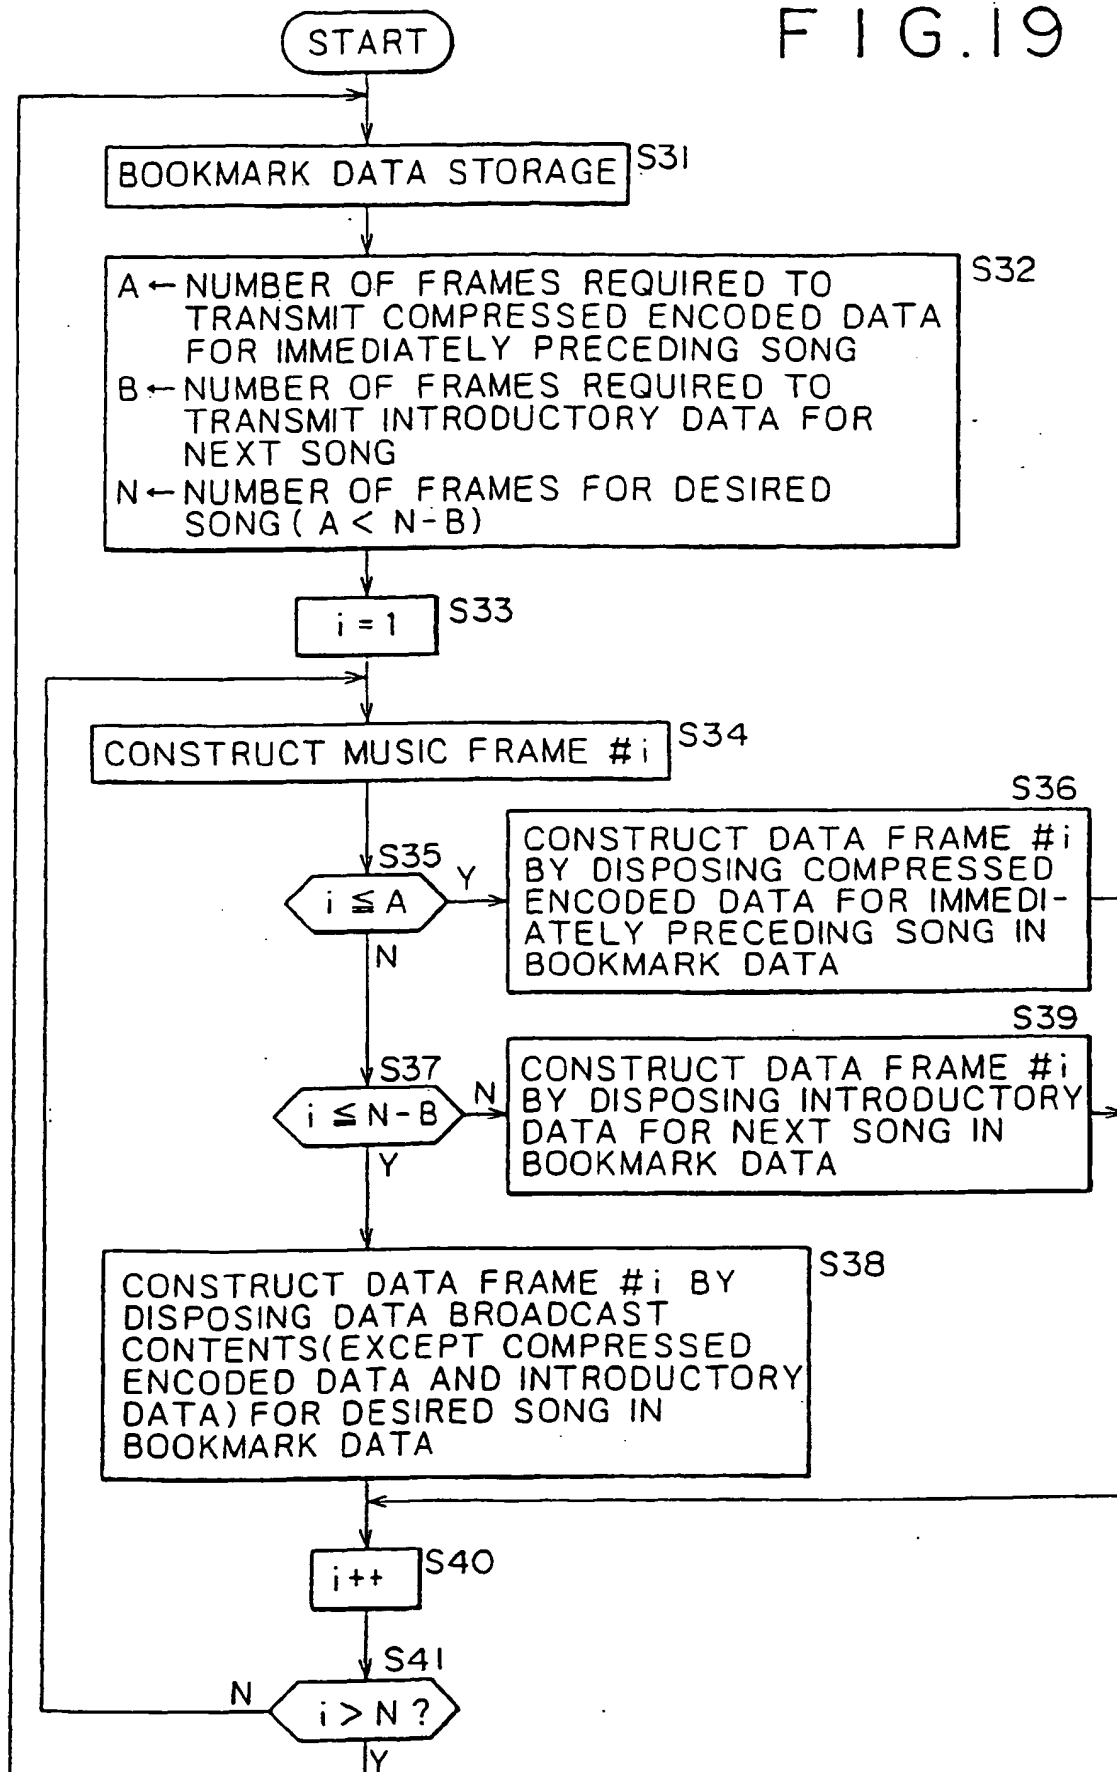 FIG.19
START
BOOKMARK DATA STORAGE
S31
S32
A ← NUMBER OF FRAMES REQUIRED TO
TRANSMIT COMPRESSED ENCODED DATA
FOR IMMEDIATELY PRECEDING SONG
B ← NUMBER OF FRAMES REQUIRED TO
TRANSMIT INTRODUCTORY DATA FOR
NEXT SONG
N ← NUMBER OF FRAMES FOR DESIRED
SONG ( A < N-B)
i = 1
S33
CONSTRUCT MUSIC FRAME #i
S34
S35
i ≦ A
Y
N
S36
CONSTRUCT DATA FRAME #i
BY DISPOSING COMPRESSED
ENCODED DATA FOR IMMEDI-
ATELY PRECEDING SONG IN
BOOKMARK DATA
S37
i ≦ N-B
N
Y
S39
CONSTRUCT DATA FRAME #i
BY DISPOSING INTRODUCTORY
DATA FOR NEXT SONG IN
BOOKMARK DATA
S38
CONSTRUCT DATA FRAME #i BY
DISPOSING DATA BROADCAST
CONTENTS(EXCEPT COMPRESSED
ENCODED DATA AND INTRODUCTORY
DATA) FOR DESIRED SONG IN
BOOKMARK DATA
i++
S40
S41
i > N ?
N
Y